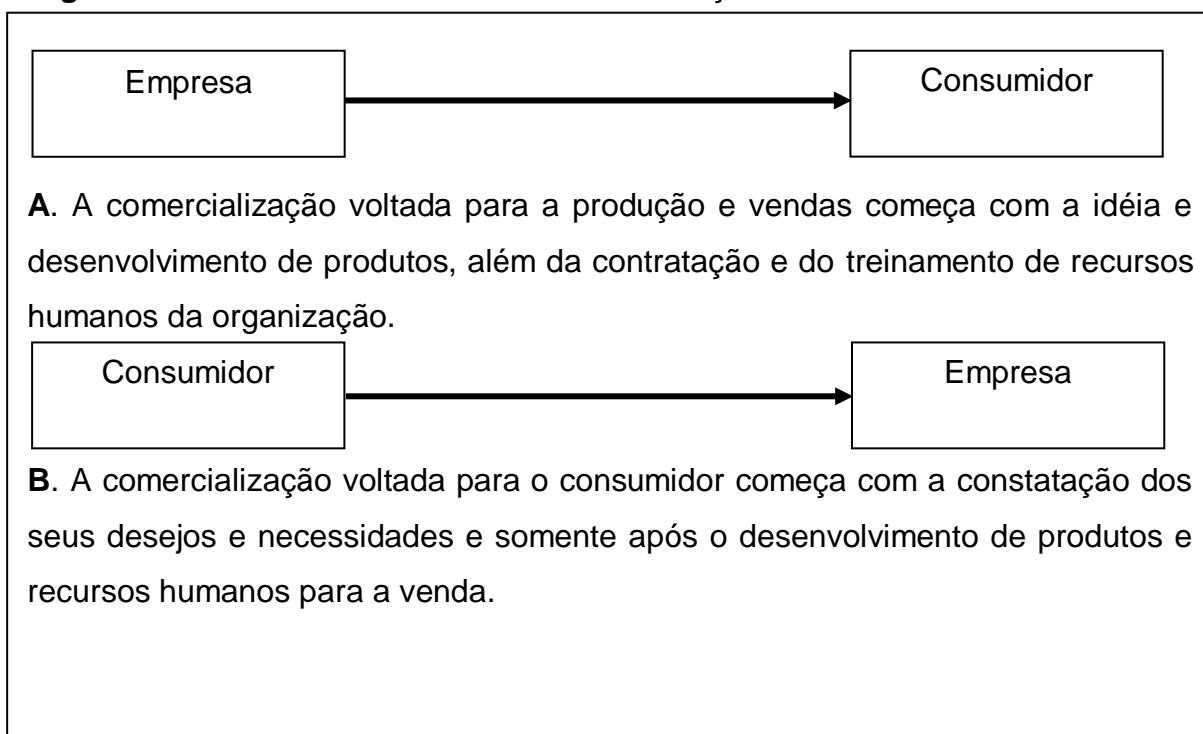 Empresa
Consumidor
A. A comercialização voltada para a produção e vendas começa com a idéia e
desenvolvimento de produtos, além da contratação e do treinamento de recursos
humanos da organização.
Consumidor
Empresa
B. A comercialização voltada para o consumidor começa com a constatação dos
seus desejos e necessidades e somente após o desenvolvimento de produtos e
recursos humanos para a venda.